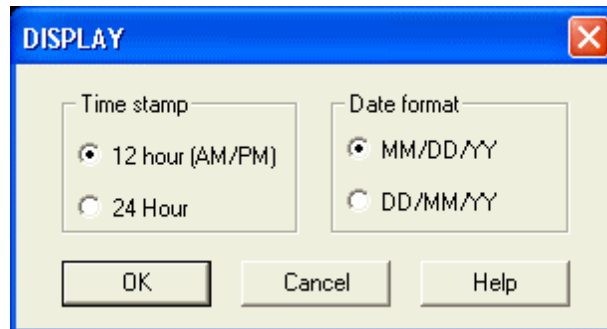 DISPLAY
Time stamp
12 hour (AM/PM)
24 Hour
Date format
MM/DD/YY
DD/MM/YY
OK
Cancel
Help